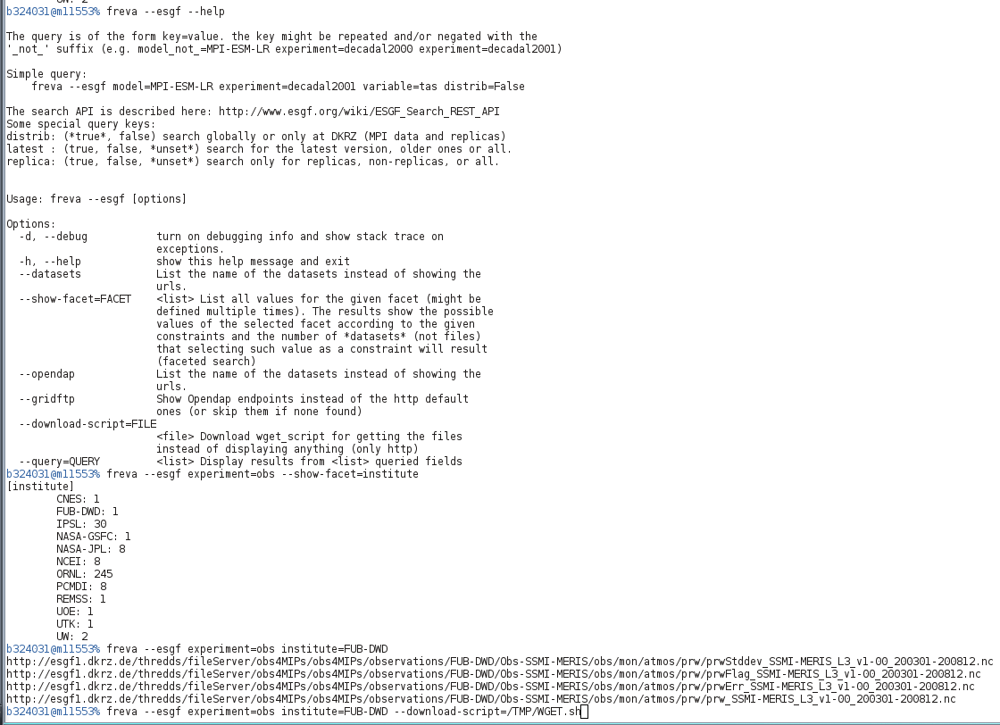 UW: 2
b324031@m11553% freva --esgf --help
The query is of the form key=value. the key might be repeated and/or negated with the
'_not_' suffix (e.g. model_not_=MPI-ESM-LR experiment=decadal2000 experiment=decadal2001)
Simple query:
freva --esgf model=MPI-ESM-LR experiment=decadal2001 variable=tas distrib=False
The search API is described here: http://www.esgf.org/wiki/ESGF_Search_REST_API
Some special query keys:
distrib: (*true*, false) search globally or only at DKRZ (MPI data and replicas)
latest : (true, false, *unset*) search for the latest version, older ones or all.
replica: (true, false, *unset*) search only for replicas, non-replicas, or all.
Usage: freva --esgf [options]
Options:
-d, --debug turn on debugging info and show stack trace on
exceptions.
-h, --help show this help message and exit
--datasets List the name of the datasets instead of showing the
urls.
--show-facet=FACET <list> List all values for the given facet (might be
defined multiple times). The results show the possible
values of the selected facet according to the given
constraints and the number of *datasets* (not files)
that selecting such value as a constraint will result
(faceted search)
--opendap List the name of the datasets instead of showing the
urls.
--gridftp Show Opendap endpoints instead of the http default
ones (or skip them if none found)
--download-script=FILE
<file> Download wget_script for getting the files
instead of displaying anything (only http)
--query=QUERY <list> Display results from <list> queried fields
b324031@m11553% freva --esgf experiment=obs --show-facet=institute
[institute]
CNES: 1
FUB-DWD: 1
IPSL: 30
NASA-GSFC: 1
NASA-JPL: 8
NCEI: 8
ORNL: 245
PCMDI: 8
REMSS: 1
UOE: 1
UTK: 1
UW: 2
b324031@m11553% freva --esgf experiment=obs institute=FUB-DWD
http://esgf1.dkrz.de/thredds/fileServer/obs4MIPs/obs4MIPs/observations/FUB-DWD/Obs-SSMI-MERIS/obs/mon/atmos/prw/prwStddev_SSMI-MERIS_L3_v1-00_200301-200812.nc
http://esgf1.dkrz.de/thredds/fileServer/obs4MIPs/obs4MIPs/observations/FUB-DWD/Obs-SSMI-MERIS/obs/mon/atmos/prw/prwFlag_SSMI-MERIS_L3_v1-00_200301-200812.nc
http://esgf1.dkrz.de/thredds/fileServer/obs4MIPs/obs4MIPs/observations/FUB-DWD/Obs-SSMI-MERIS/obs/mon/atmos/prw/prwErr_SSMI-MERIS_L3_v1-00_200301-200812.nc
http://esgf1.dkrz.de/thredds/fileServer/obs4MIPs/obs4MIPs/observations/FUB-DWD/Obs-SSMI-MERIS/obs/mon/atmos/prw/prw_SSMI-MERIS_L3_v1-00_200301-200812.nc
b324031@m11553% freva --esgf experiment=obs institute=FUB-DWD --download-script=/TMP/WGET.sh